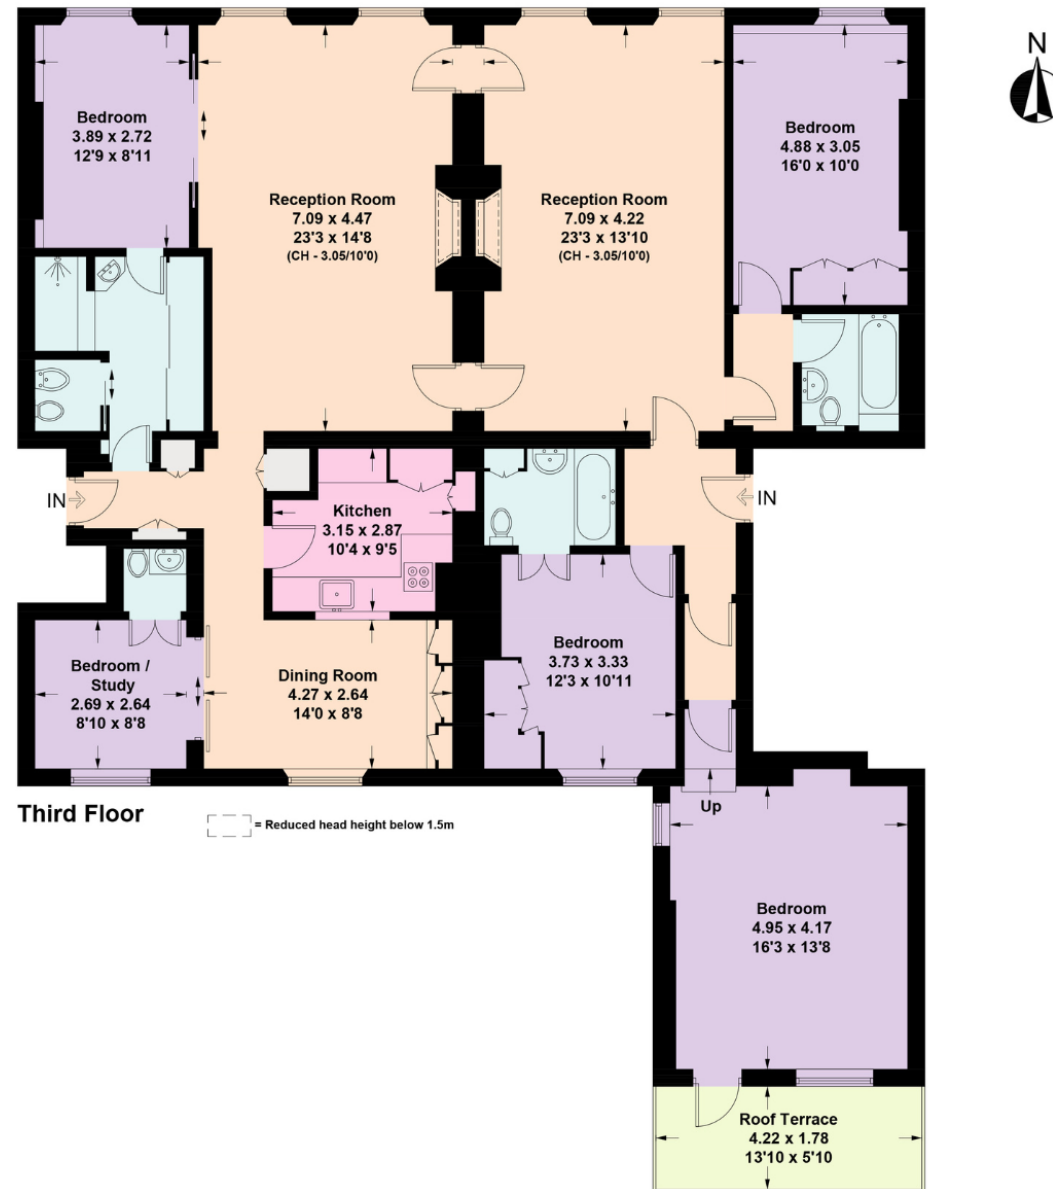 N
Bedroom
3.89 x 2.72
12'9 x 8'11
Reception Room
7.09 x 4.47
23'3 x 14'8
(CH - 3.05/10'0)
Reception Room
7.09 x 4.22
23'3 x 13'10
(CH - 3.05/10'0)
Bedroom
4.88 x 3.05
16'0 x 10'0
IN
Kitchen
3.15 x 2.87
10'4 x 9'5
IN
Bedroom /
Study
2.69 x 2.64
8'10 x 8'8
Dining Room
4.27 x 2.64
14'0 x 8'8
Bedroom
3.73 x 3.33
12'3 x 10'11
Third Floor
= Reduced head height below 1.5m
Up
Bedroom
4.95 x 4.17
16'3 x 13'8
Roof Terrace
4.22 x 1.78
13'10 x 5'10